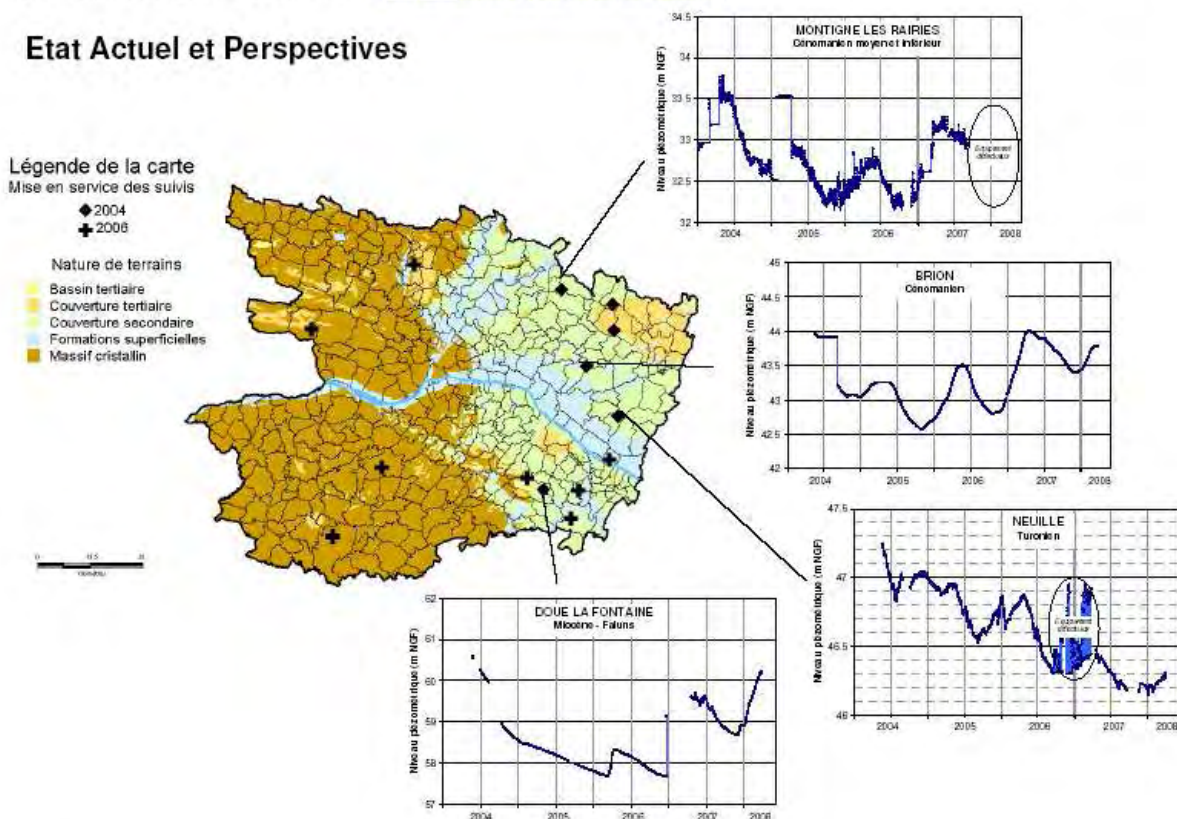 Etat Actuel et Perspectives
Légende de la carte
Mise en service des suivis
2004
2006
Nature de terrains
Bassin tertiaire
Couverture tertiaire
Couverture secondaire
Formations superficielles
Massif cristallin
MONTIGNE LES RAIRIES
Cénomanien moyen et inférieur
Niveau piézométrique (m NGF)
34.5
34
33.5
33
32.5
32
Equipement défectueux
2004 2005 2006 2007 2008
BRION
Cénomanien
Niveau piézométrique (m NGF)
45
44.5
44
43.5
43
42.5
42
2004 2005 2006 2007 2008
NEUILLE
Turonien
Niveau piézométrique (m NGF)
47.5
47
46.5
46
Equipement défectueux
2004 2005 2006 2007 2008
DOUE LA FONTAINE
Miocène - Faluns
Niveau piézométrique (m NGF)
62
61
60
59
58
57
2004 2005 2006 2007 2008